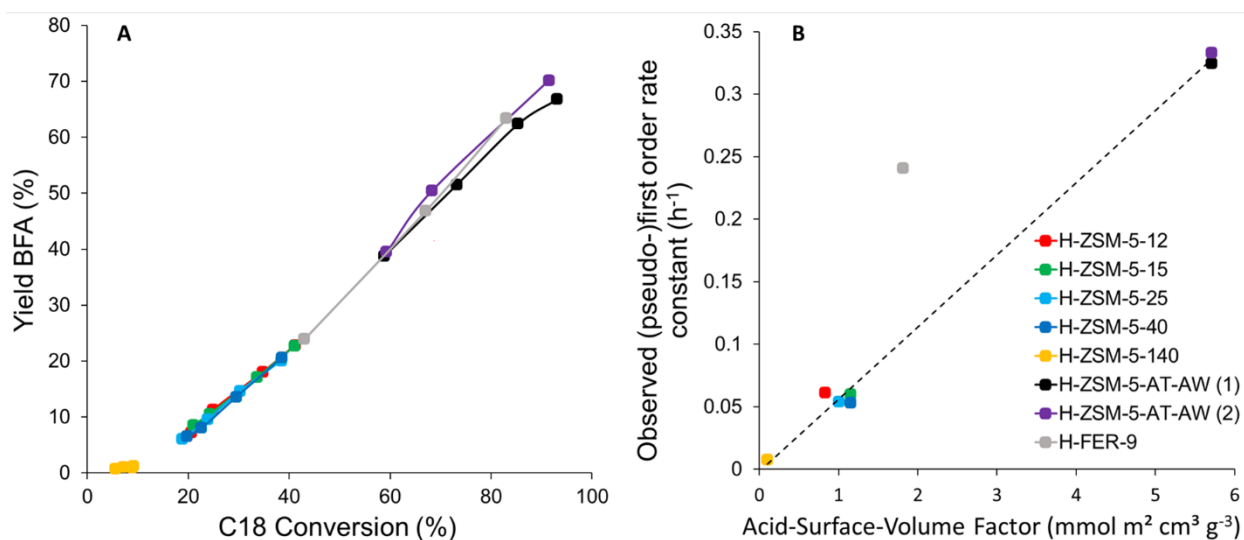 A
Yield BFA (%)
80
70
60
50
40
30
20
10
0
0 20 40 60 80 100
C18 Conversion (%)
B
Observed (pseudo-)first order rate
constant (h⁻¹)
0.35
0.3
0.25
0.2
0.15
0.1
0.05
0
0 1 2 3 4 5 6
Acid-Surface-Volume Factor (mmol m² cm³ g⁻³)
H-ZSM-5-12
H-ZSM-5-15
H-ZSM-5-25
H-ZSM-5-40
H-ZSM-5-140
H-ZSM-5-AT-AW (1)
H-ZSM-5-AT-AW (2)
H-FER-9